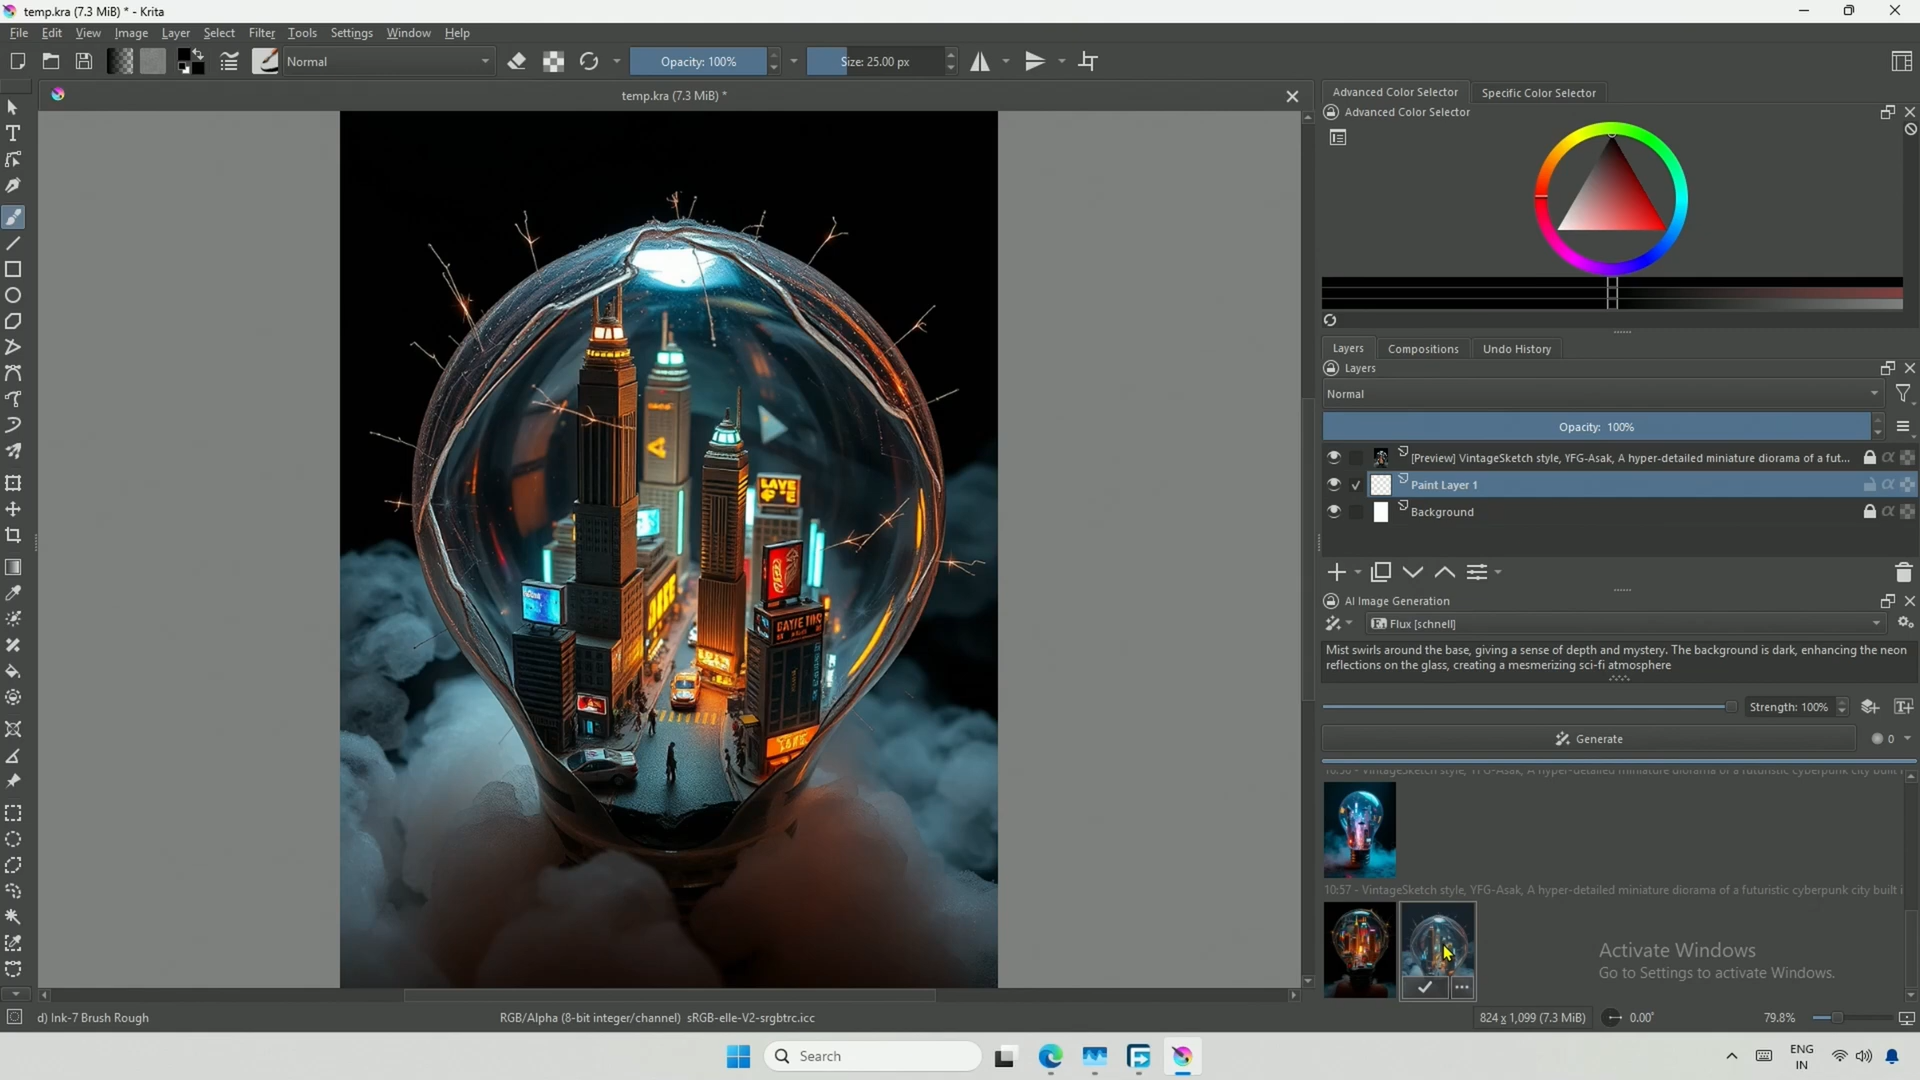 temp.kra (7.3 MiB) * - Krita
File Edit View Image Layer Select Filter Tools Settings Window Help
Normal
Opacity: 100%
Size: 25.00 px
temp.kra (7.3 MiB) *
Advanced Color Selector
Specific Color Selector
Advanced Color Selector
Layers
Compositions
Undo History
Layers
Normal
Opacity: 100%
[Preview] VintageSketch style, YFG-Asak, A hyper-detailed miniature diorama of a fut...
Paint Layer 1
Background
AI Image Generation
Flux [schnell]
Mist swirls around the base, giving a sense of depth and mystery. The background is dark, enhancing the neon
reflections on the glass, creating a mesmerizing sci-fi atmosphere
Strength: 100%
Generate
0
10:57 - VintageSketch style, YFG-Asak, A hyper-detailed miniature diorama of a futuristic cyberpunk city built i
Activate Windows
Go to Settings to activate Windows.
d) Ink-7 Brush Rough
RGB/Alpha (8-bit integer/channel) sRGB-elle-V2-srgbtrc.icc
824 x 1,099 (7.3 MiB)
0.00°
79.8%
Search
ENG
IN